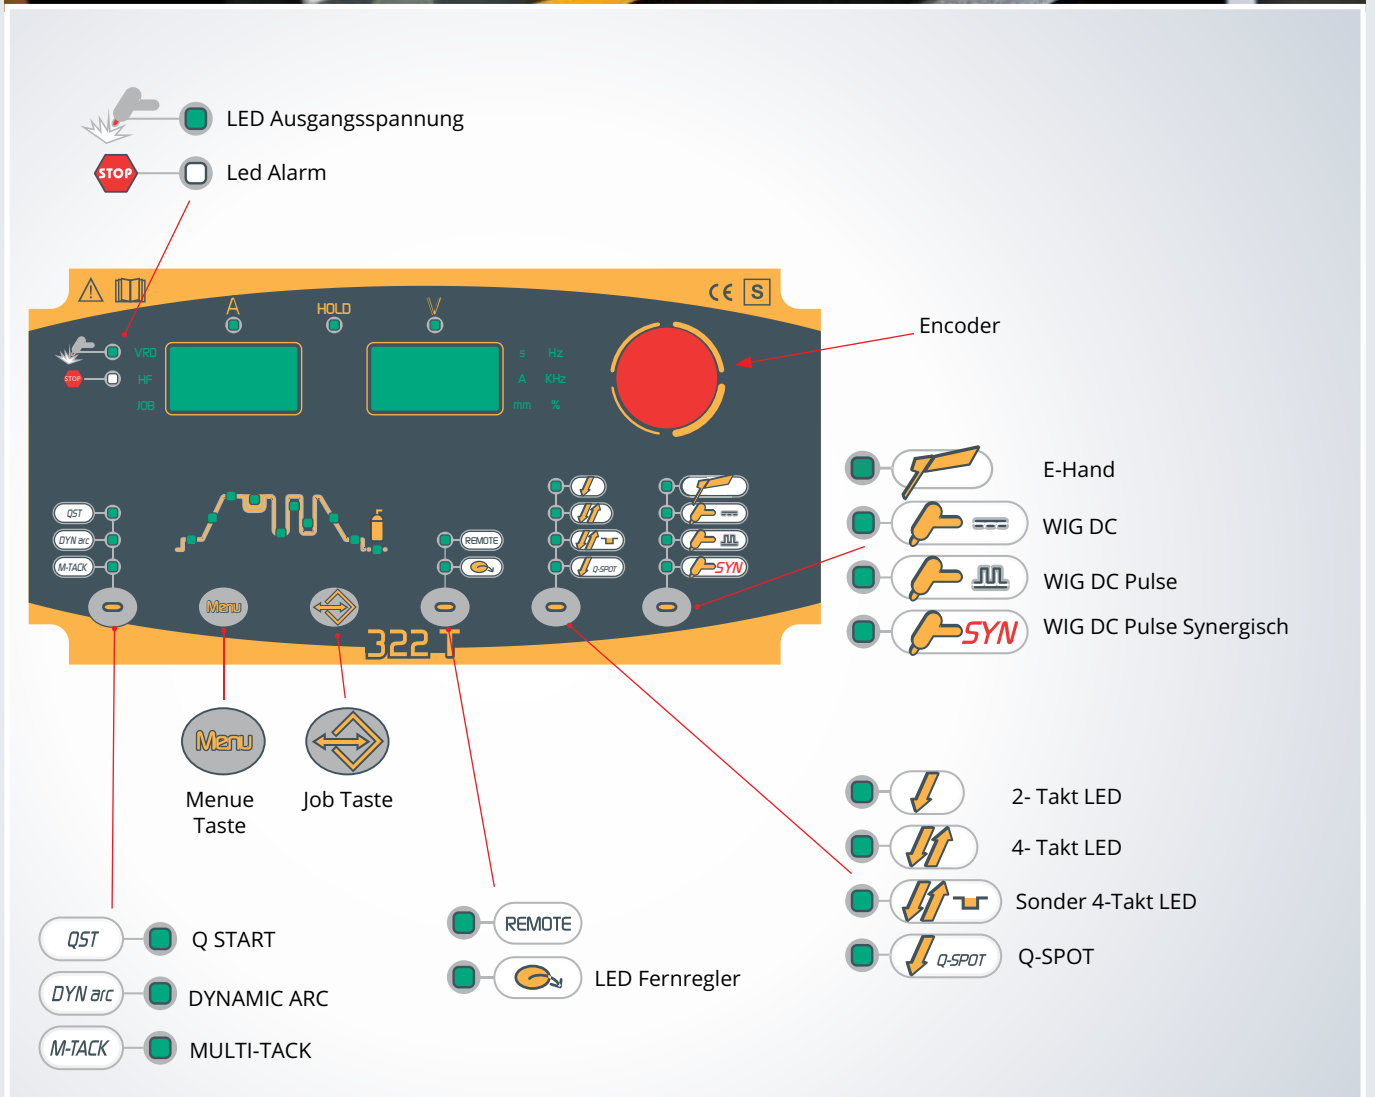 LED Ausgangsspannung
STOP
Led Alarm
CE S
A HOLD V
Encoder
VRD s Hz
STOP HF A KHz
JOB mm %
E-Hand
WIG DC
WIG DC Pulse
SYN WIG DC Pulse Synergisch
QST
DYN arc REMOTE
M-TACK Q-SPOT SYN
Menu
322 T
Menu
Menue
Taste
Job Taste
2- Takt LED
4- Takt LED
Sonder 4-Takt LED
Q-SPOT Q-SPOT
REMOTE
LED Fernregler
QST Q START
DYN arc DYNAMIC ARC
M-TACK MULTI-TACK